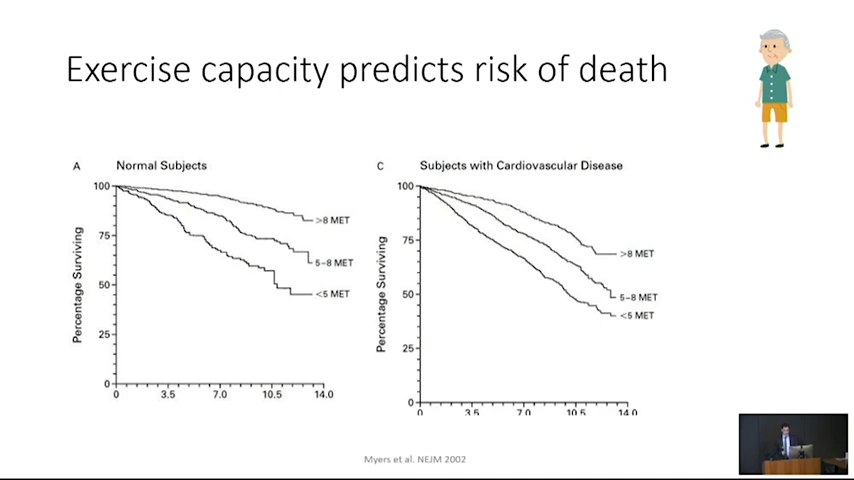 Exercise capacity predicts risk of death
A Normal Subjects
Percentage Surviving
100
75
50
25
0
0 3.5 7.0 10.5 14.0
>8 MET
5–8 MET
<5 MET
C Subjects with Cardiovascular Disease
Percentage Surviving
100
75
50
25
0
0 3.5 7.0 10.5 14.0
>8 MET
5–8 MET
<5 MET
Myers et al. NEJM 2002